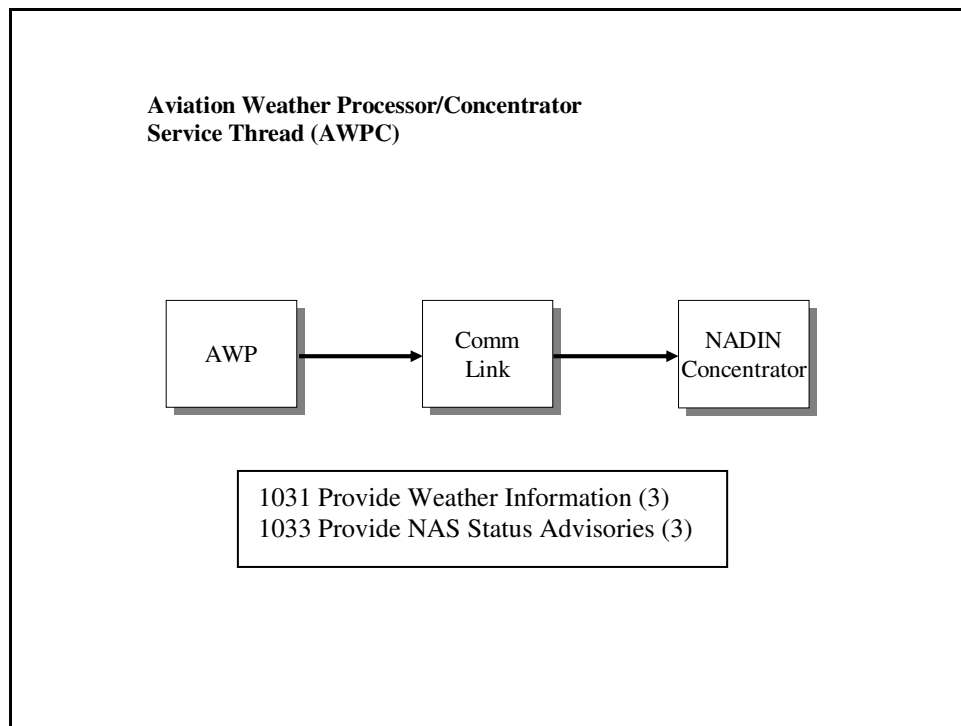 Aviation Weather Processor/Concentrator
Service Thread (AWPC)
AWP
Comm
Link
NADIN
Concentrator
1031 Provide Weather Information (3)
1033 Provide NAS Status Advisories (3)